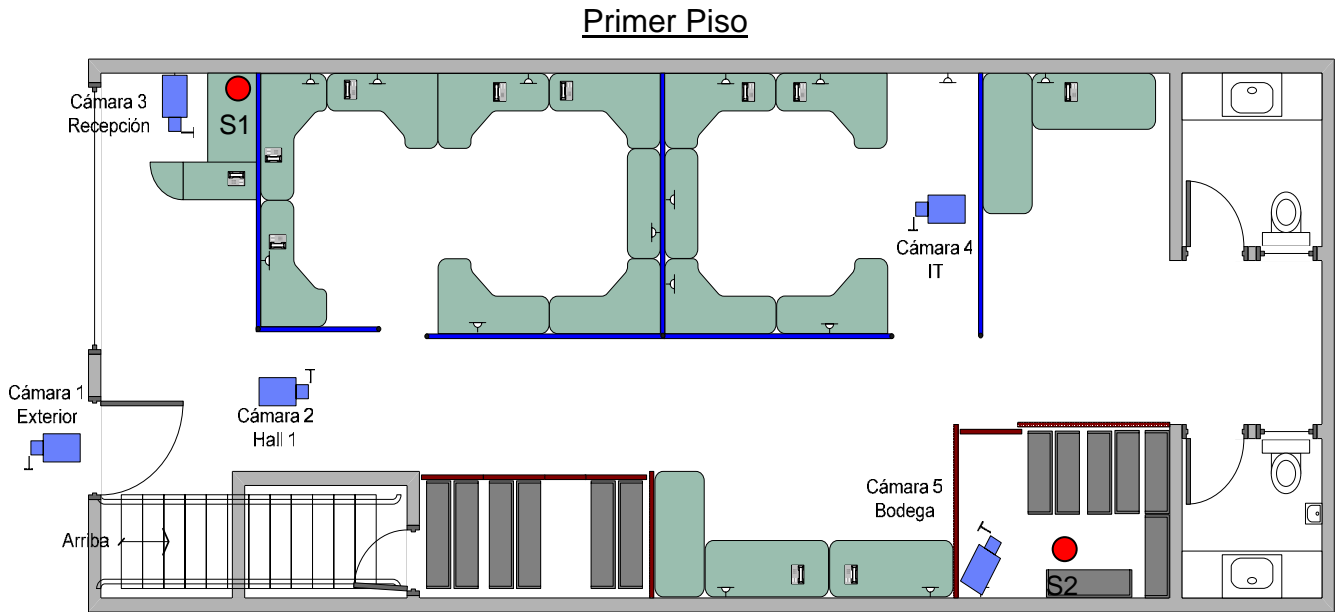 Primer Piso
Cámara 3
Recepción
S1
Cámara 4
IT
Cámara 1
Exterior
Cámara 2
Hall 1
Cámara 5
Bodega
Arriba
S2